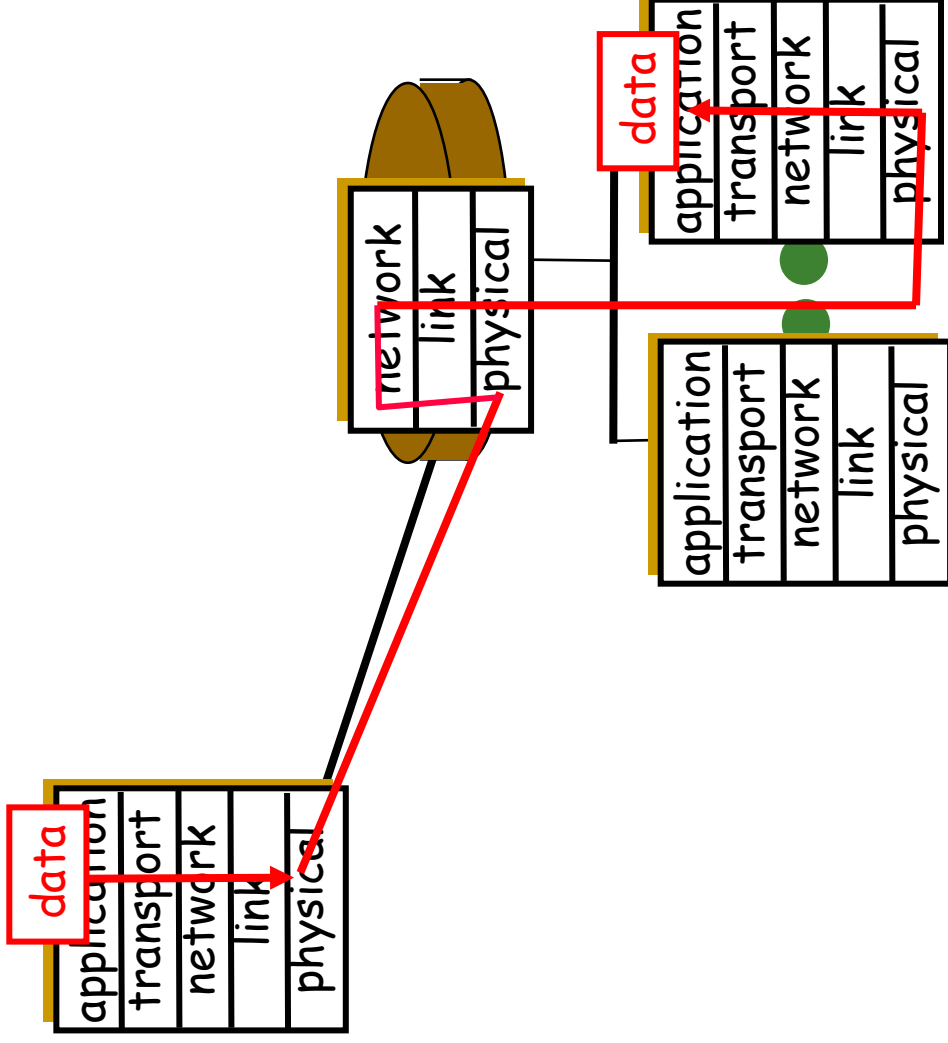 data
application
transport
network
link
physical
network
link
physical
application
transport
network
link
physical
data
application
transport
network
link
physical